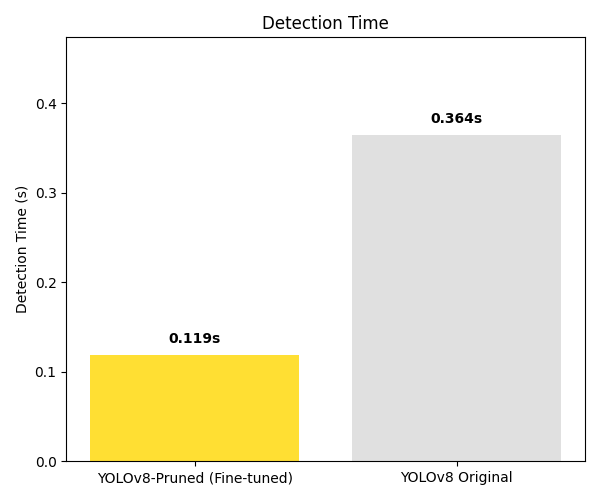 Detection Time
Detection Time (s)
0.4
0.3
0.2
0.1
0.0
0.119s
0.364s
YOLOv8-Pruned (Fine-tuned)
YOLOv8 Original